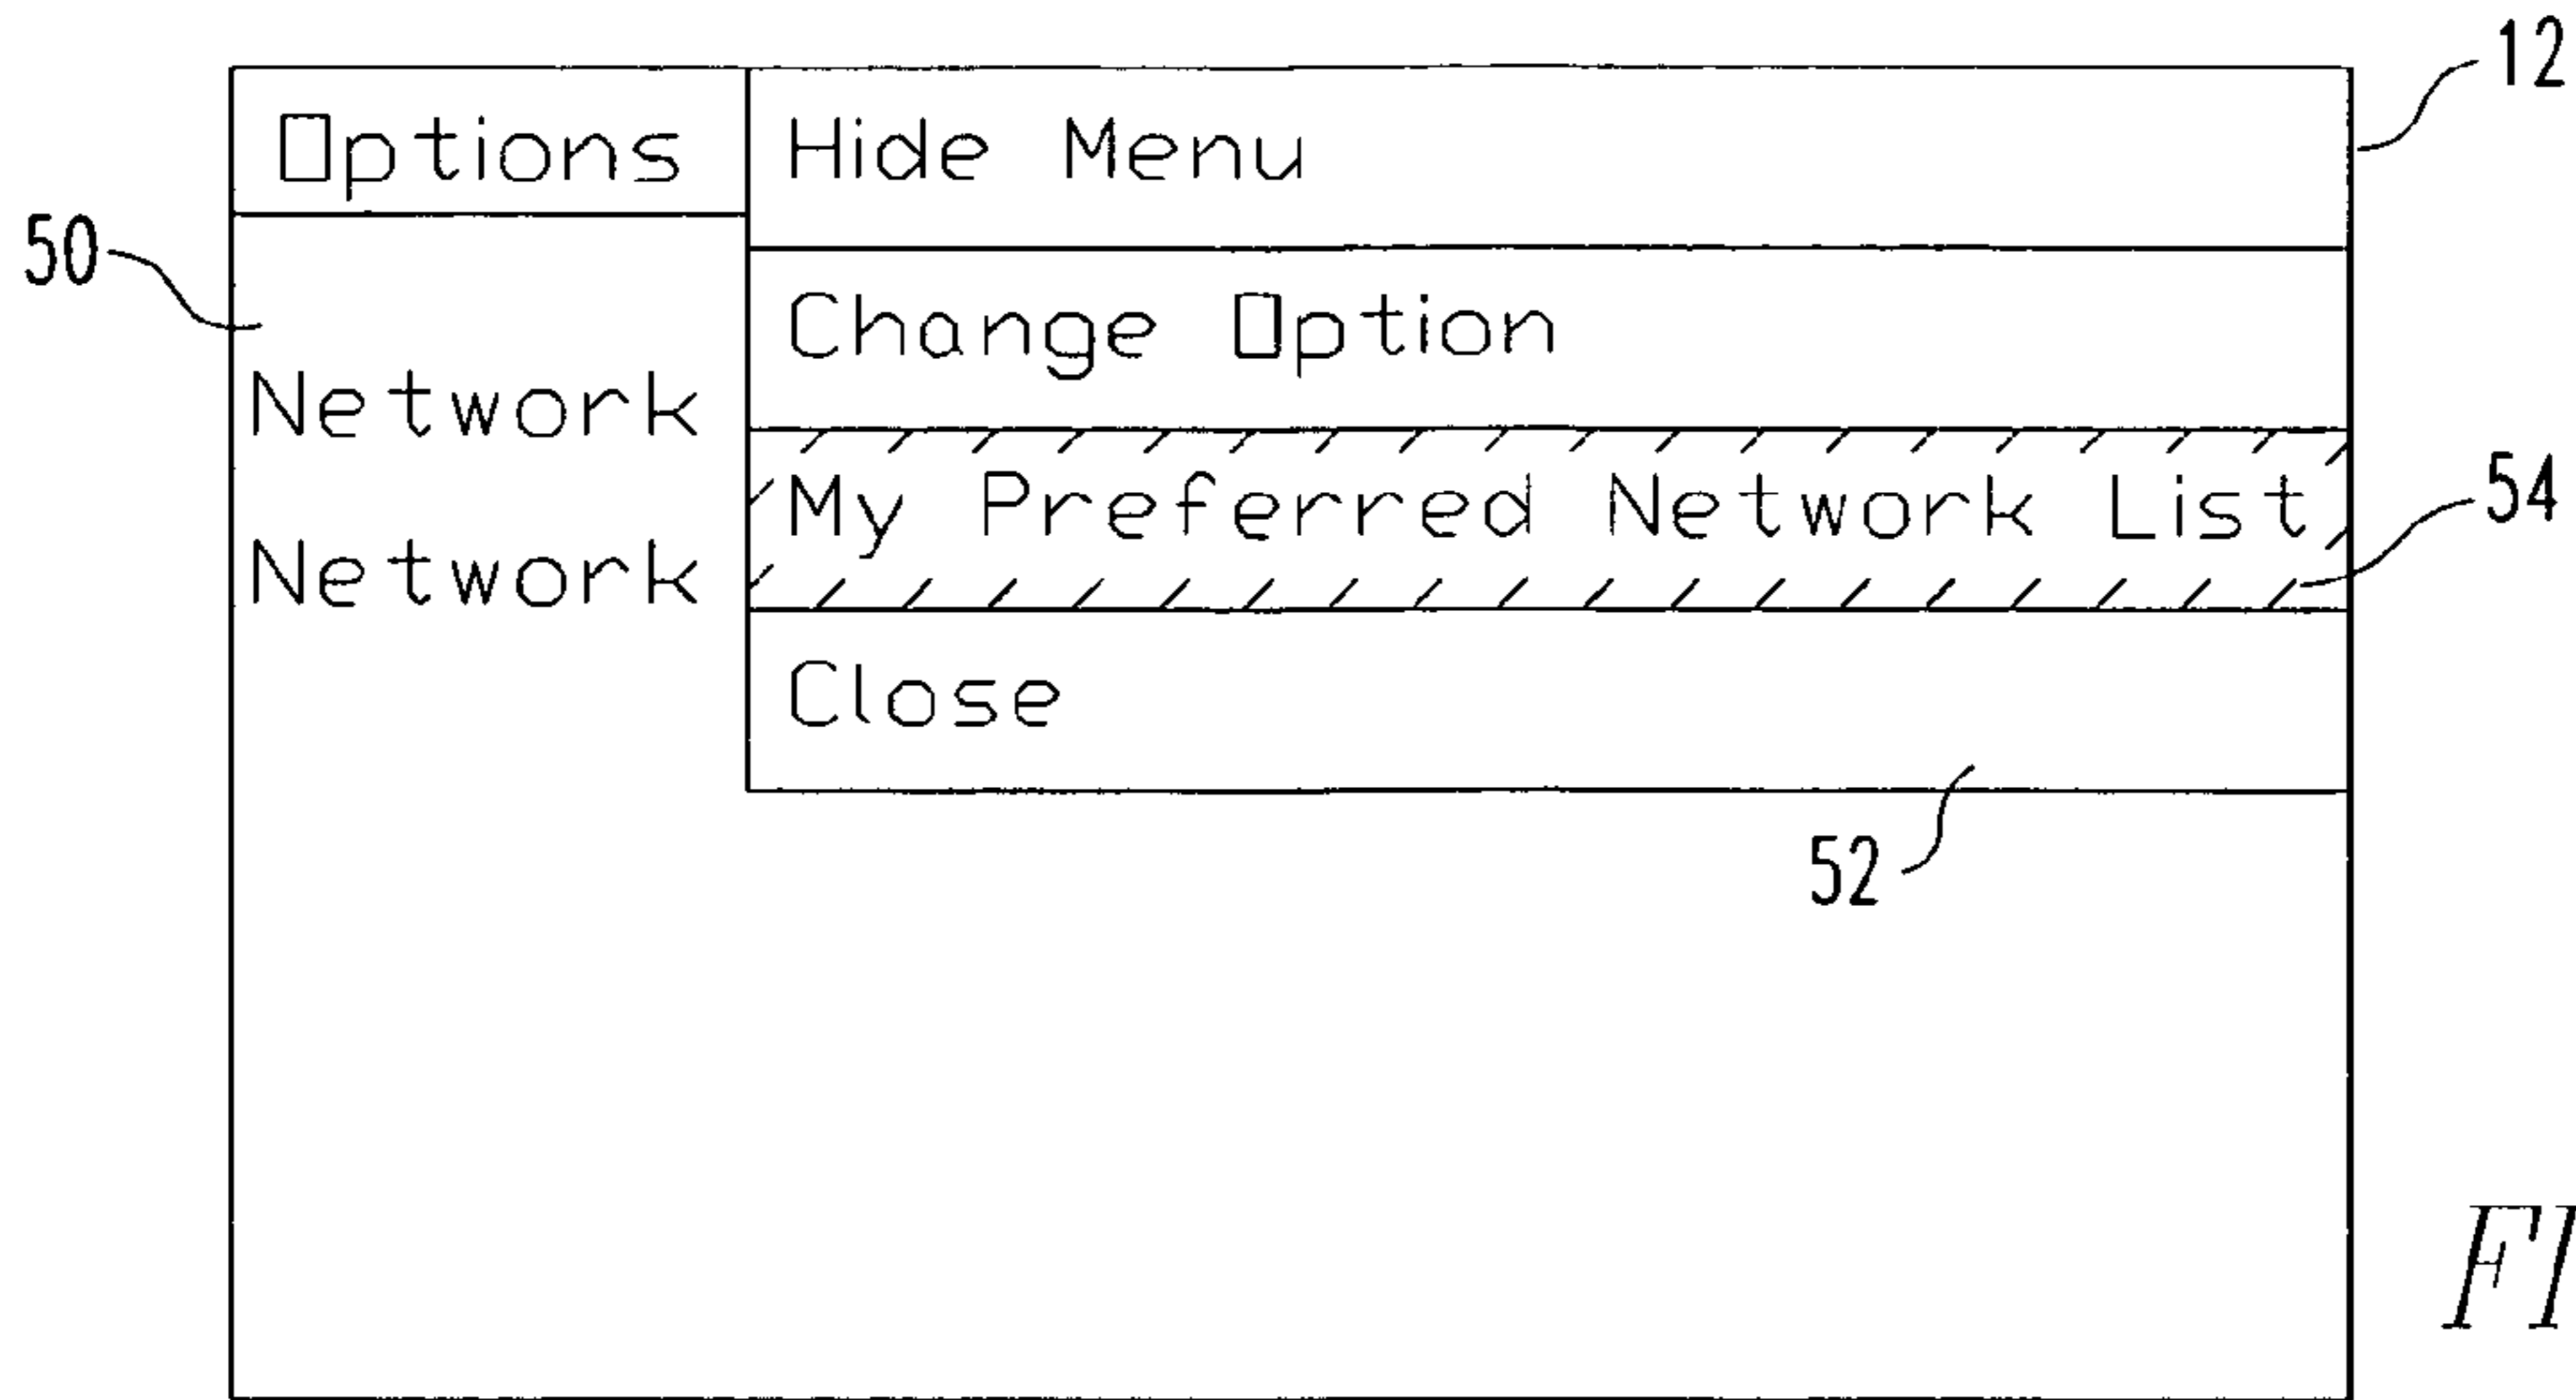 12
Options
Hide Menu
50
Change Option
Network
My Preferred Network List
54
Network
Close
52